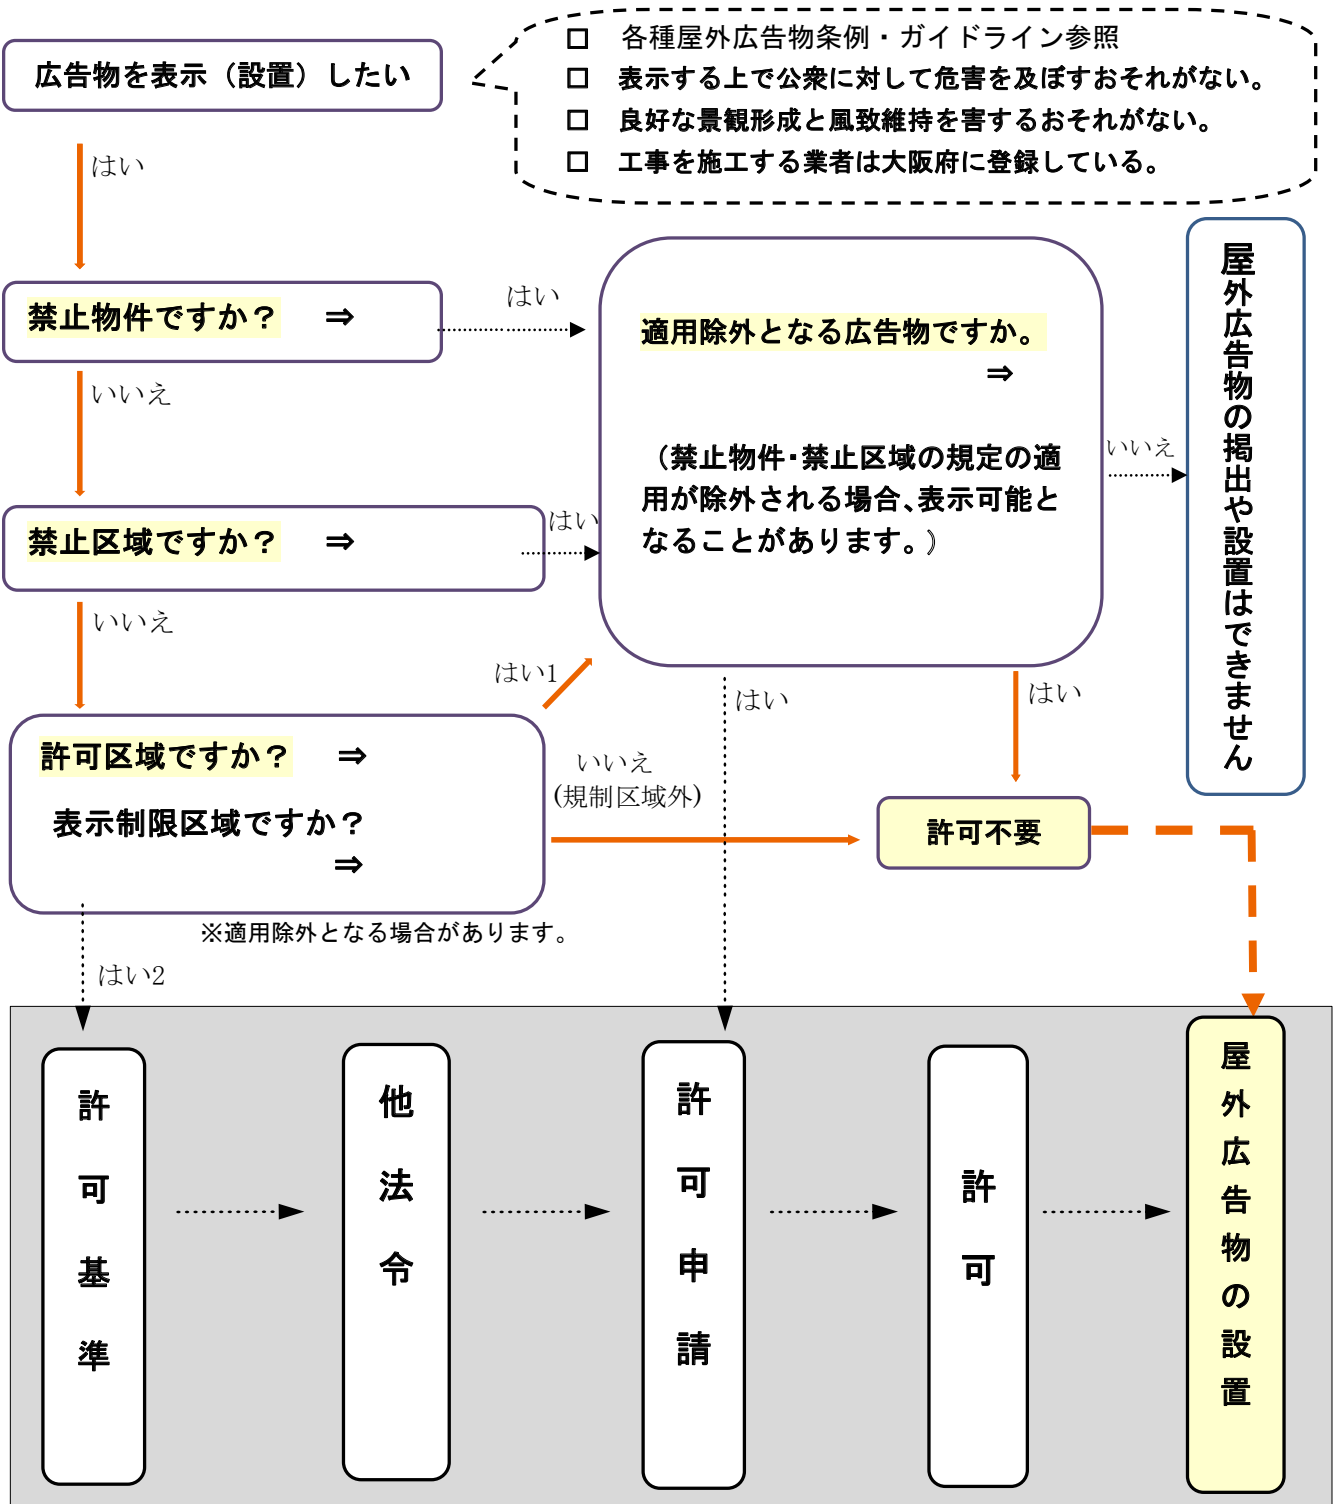 広告物を表示（設置）したい
□ 各種屋外広告物条例・ガイドライン参照
□ 表示する上で公衆に対して危害を及ぼすおそれがない。
□ 良好な景観形成と風致維持を害するおそれがない。
□ 工事を施工する業者は大阪府に登録している。
はい
禁止物件ですか？ ⇒
はい
いいえ
禁止区域ですか？ ⇒
はい
いいえ
適用除外となる広告物ですか。
⇒
（禁止物件･禁止区域の規定の適
用が除外される場合、表示可能と
なることがあります。）
いいえ
屋外広告物の掲出や設置はできません
はい1
はい
はい
許可区域ですか？ ⇒
表示制限区域ですか？
⇒
いいえ
(規制区域外)
許可不要
※適用除外となる場合があります。
はい2
許可基準
他法令
許可申請
許可
屋外広告物の設置